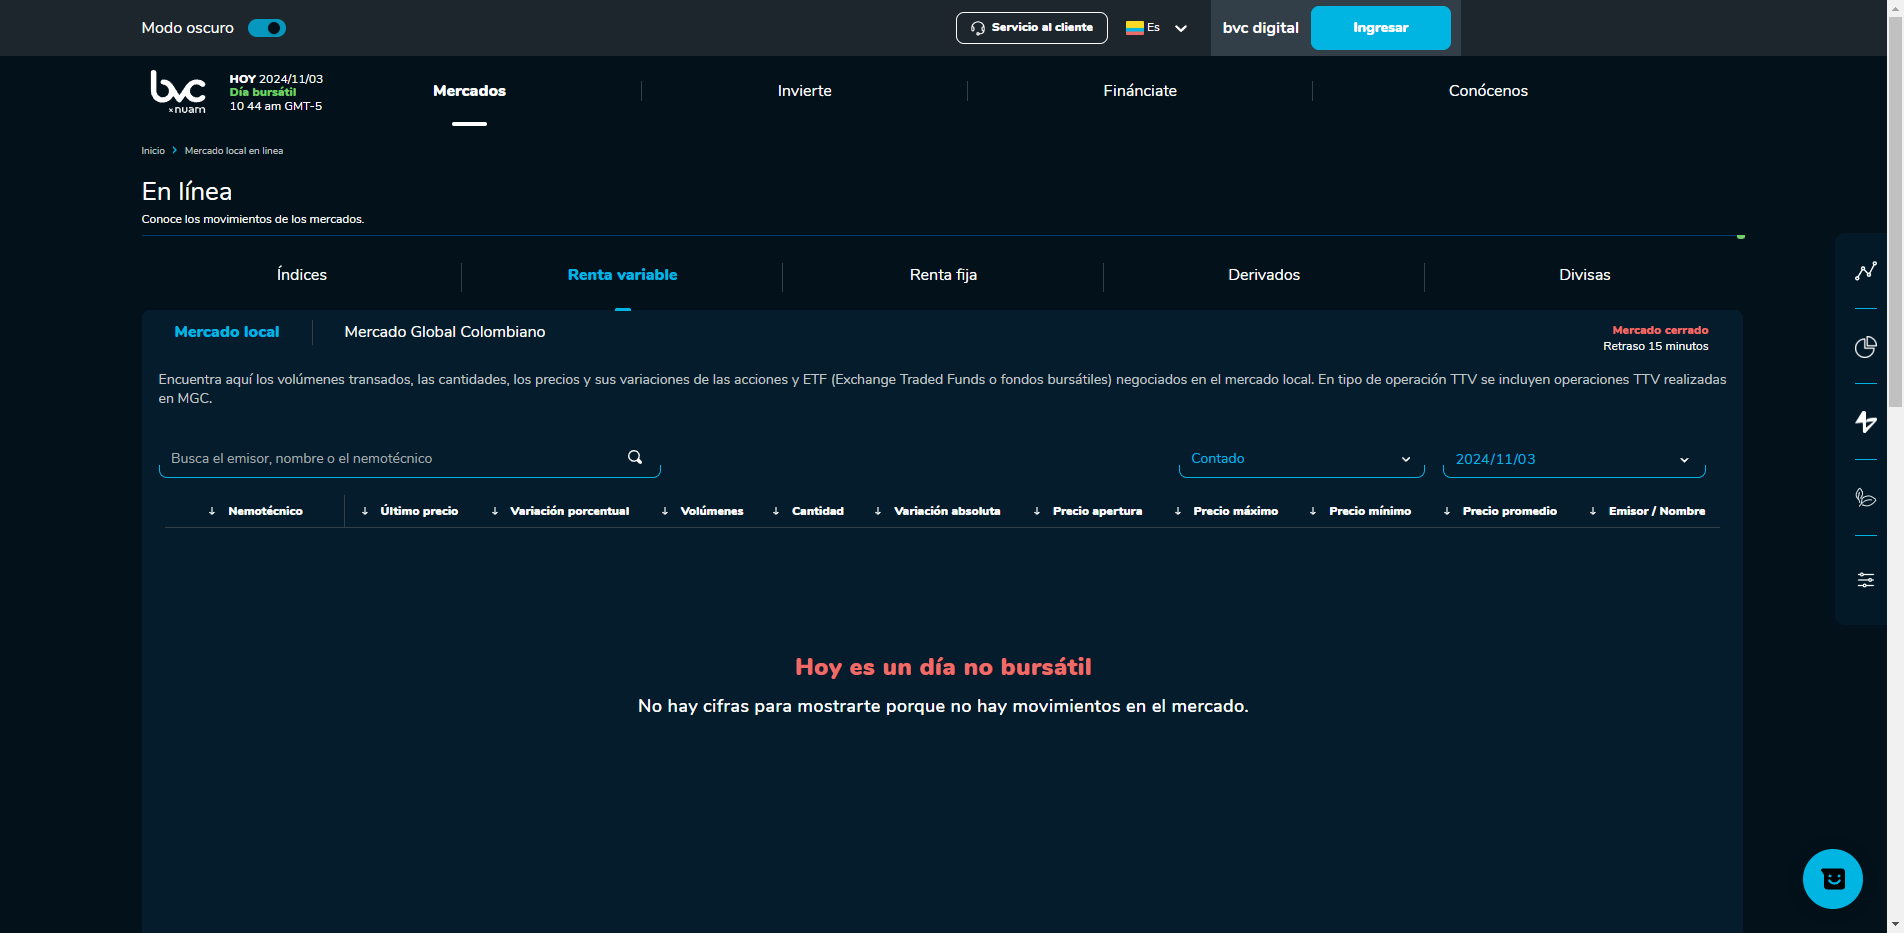 Modo oscuro
Servicio al cliente
Es
bvc digital
Ingresar
bvc
×nuam
HOY 2024/11/03
Día bursátil
10 44 am GMT-5
Mercados
Invierte
Fináncíate
Conócenos
Inicio
Mercado local en linea
En línea
Conoce los movimientos de los mercados.
Índices
Renta variable
Renta fija
Derivados
Divisas
Mercado local
Mercado Global Colombiano
Mercado cerrado
Retraso 15 minutos
Encuentra aquí los volúmenes transados, las cantidades, los precios y sus variaciones de las acciones y ETF (Exchange Traded Funds o fondos bursátiles) negociados en el mercado local. En tipo de operación TTV se incluyen operaciones TTV realizadas
en MGC.
Busca el emisor, nombre o el nemotécnico
Contado
2024/11/03
Nemotécnico
Último precio
Variación porcentual
Volúmenes
Cantidad
Variación absoluta
Precio apertura
Precio máximo
Precio mínimo
Precio promedio
Emisor / Nombre
Hoy es un día no bursátil
No hay cifras para mostrarte porque no hay movimientos en el mercado.